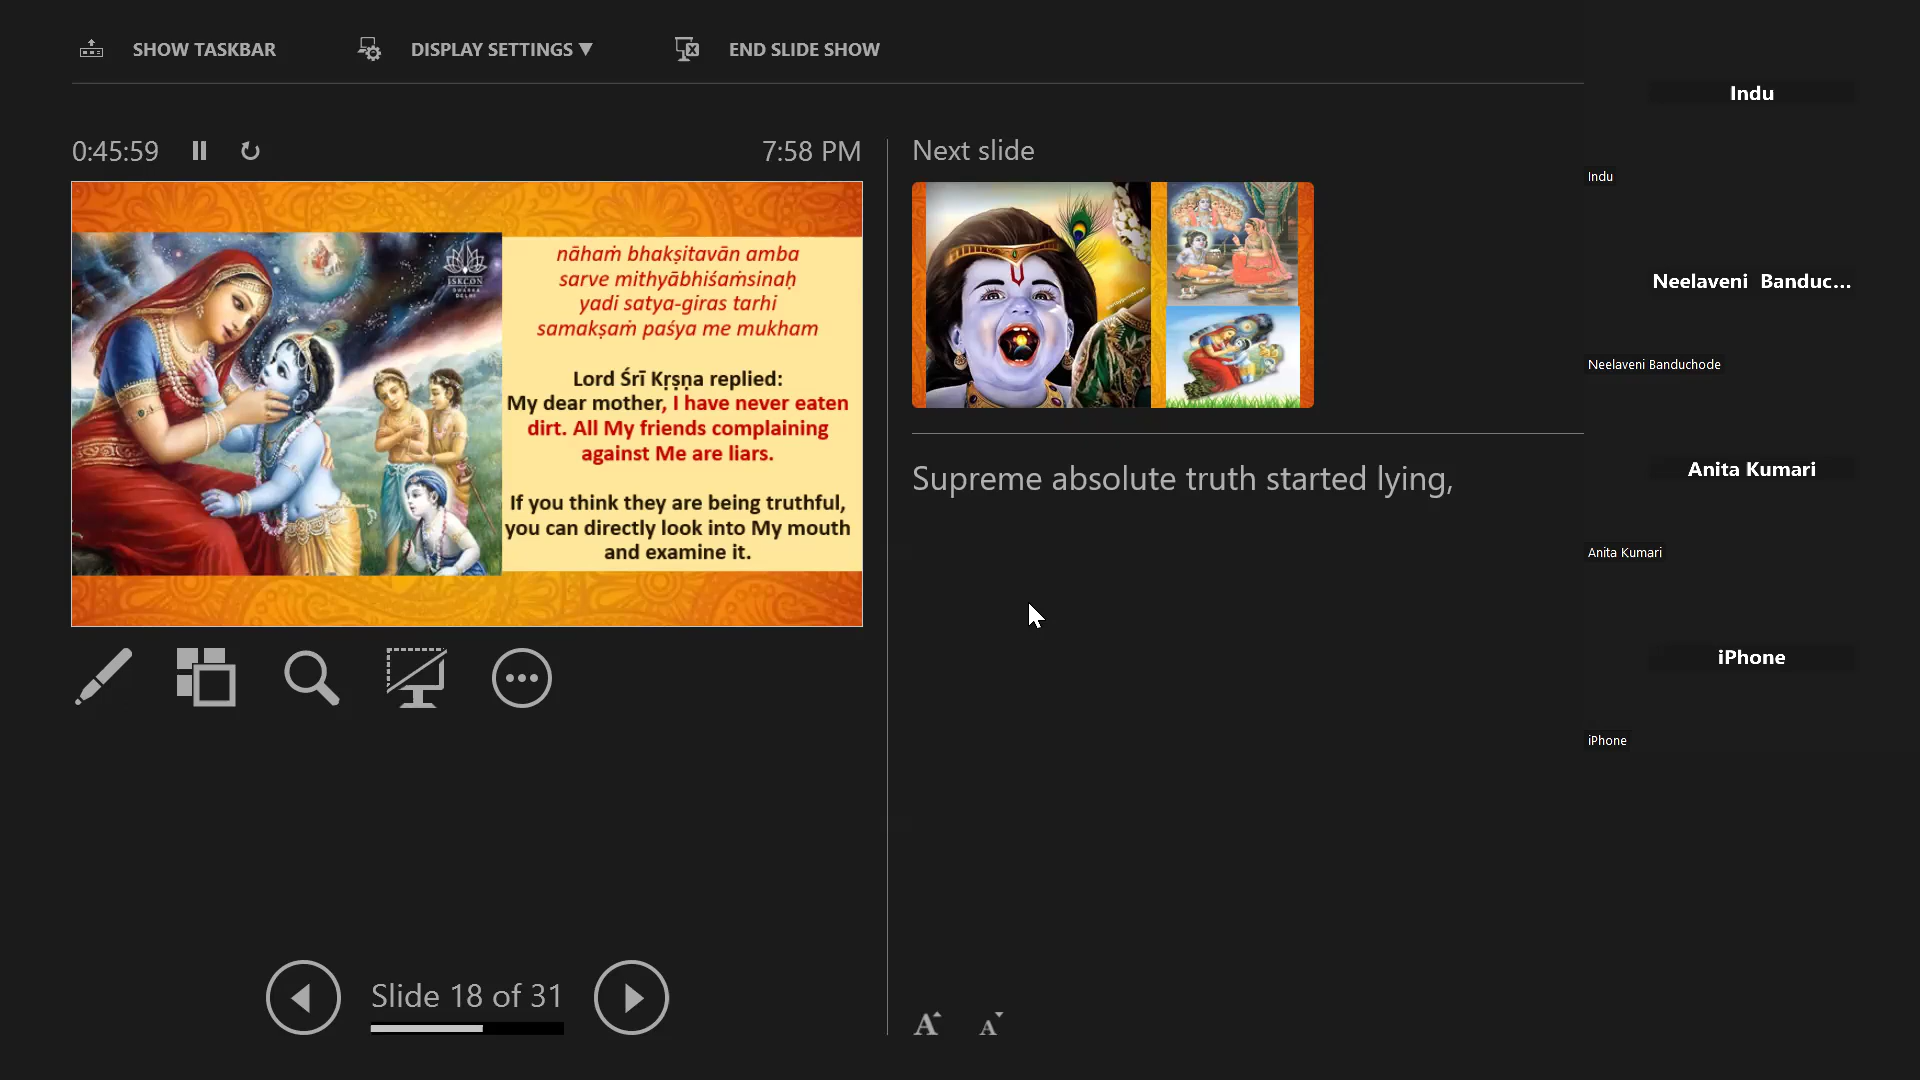 SHOW TASKBAR
DISPLAY SETTINGS ▼
END SLIDE SHOW
0:45:59
7:58 PM
ISKCON
DWARKA
DELHI
nāhaṁ bhakṣitavān amba
sarve mithyābhiśaṁsinaḥ
yadi satya-giras tarhi
samakṣaṁ paśya me mukham
Lord Śrī Kṛṣṇa replied:
My dear mother, I have never eaten
dirt. All My friends complaining
against Me are liars.
If you think they are being truthful,
you can directly look into My mouth
and examine it.
Slide 18 of 31
Next slide
Supreme absolute truth started lying,
A
A
Indu
Indu
Neelaveni Banduc...
Neelaveni Banduchode
Anita Kumari
Anita Kumari
iPhone
iPhone